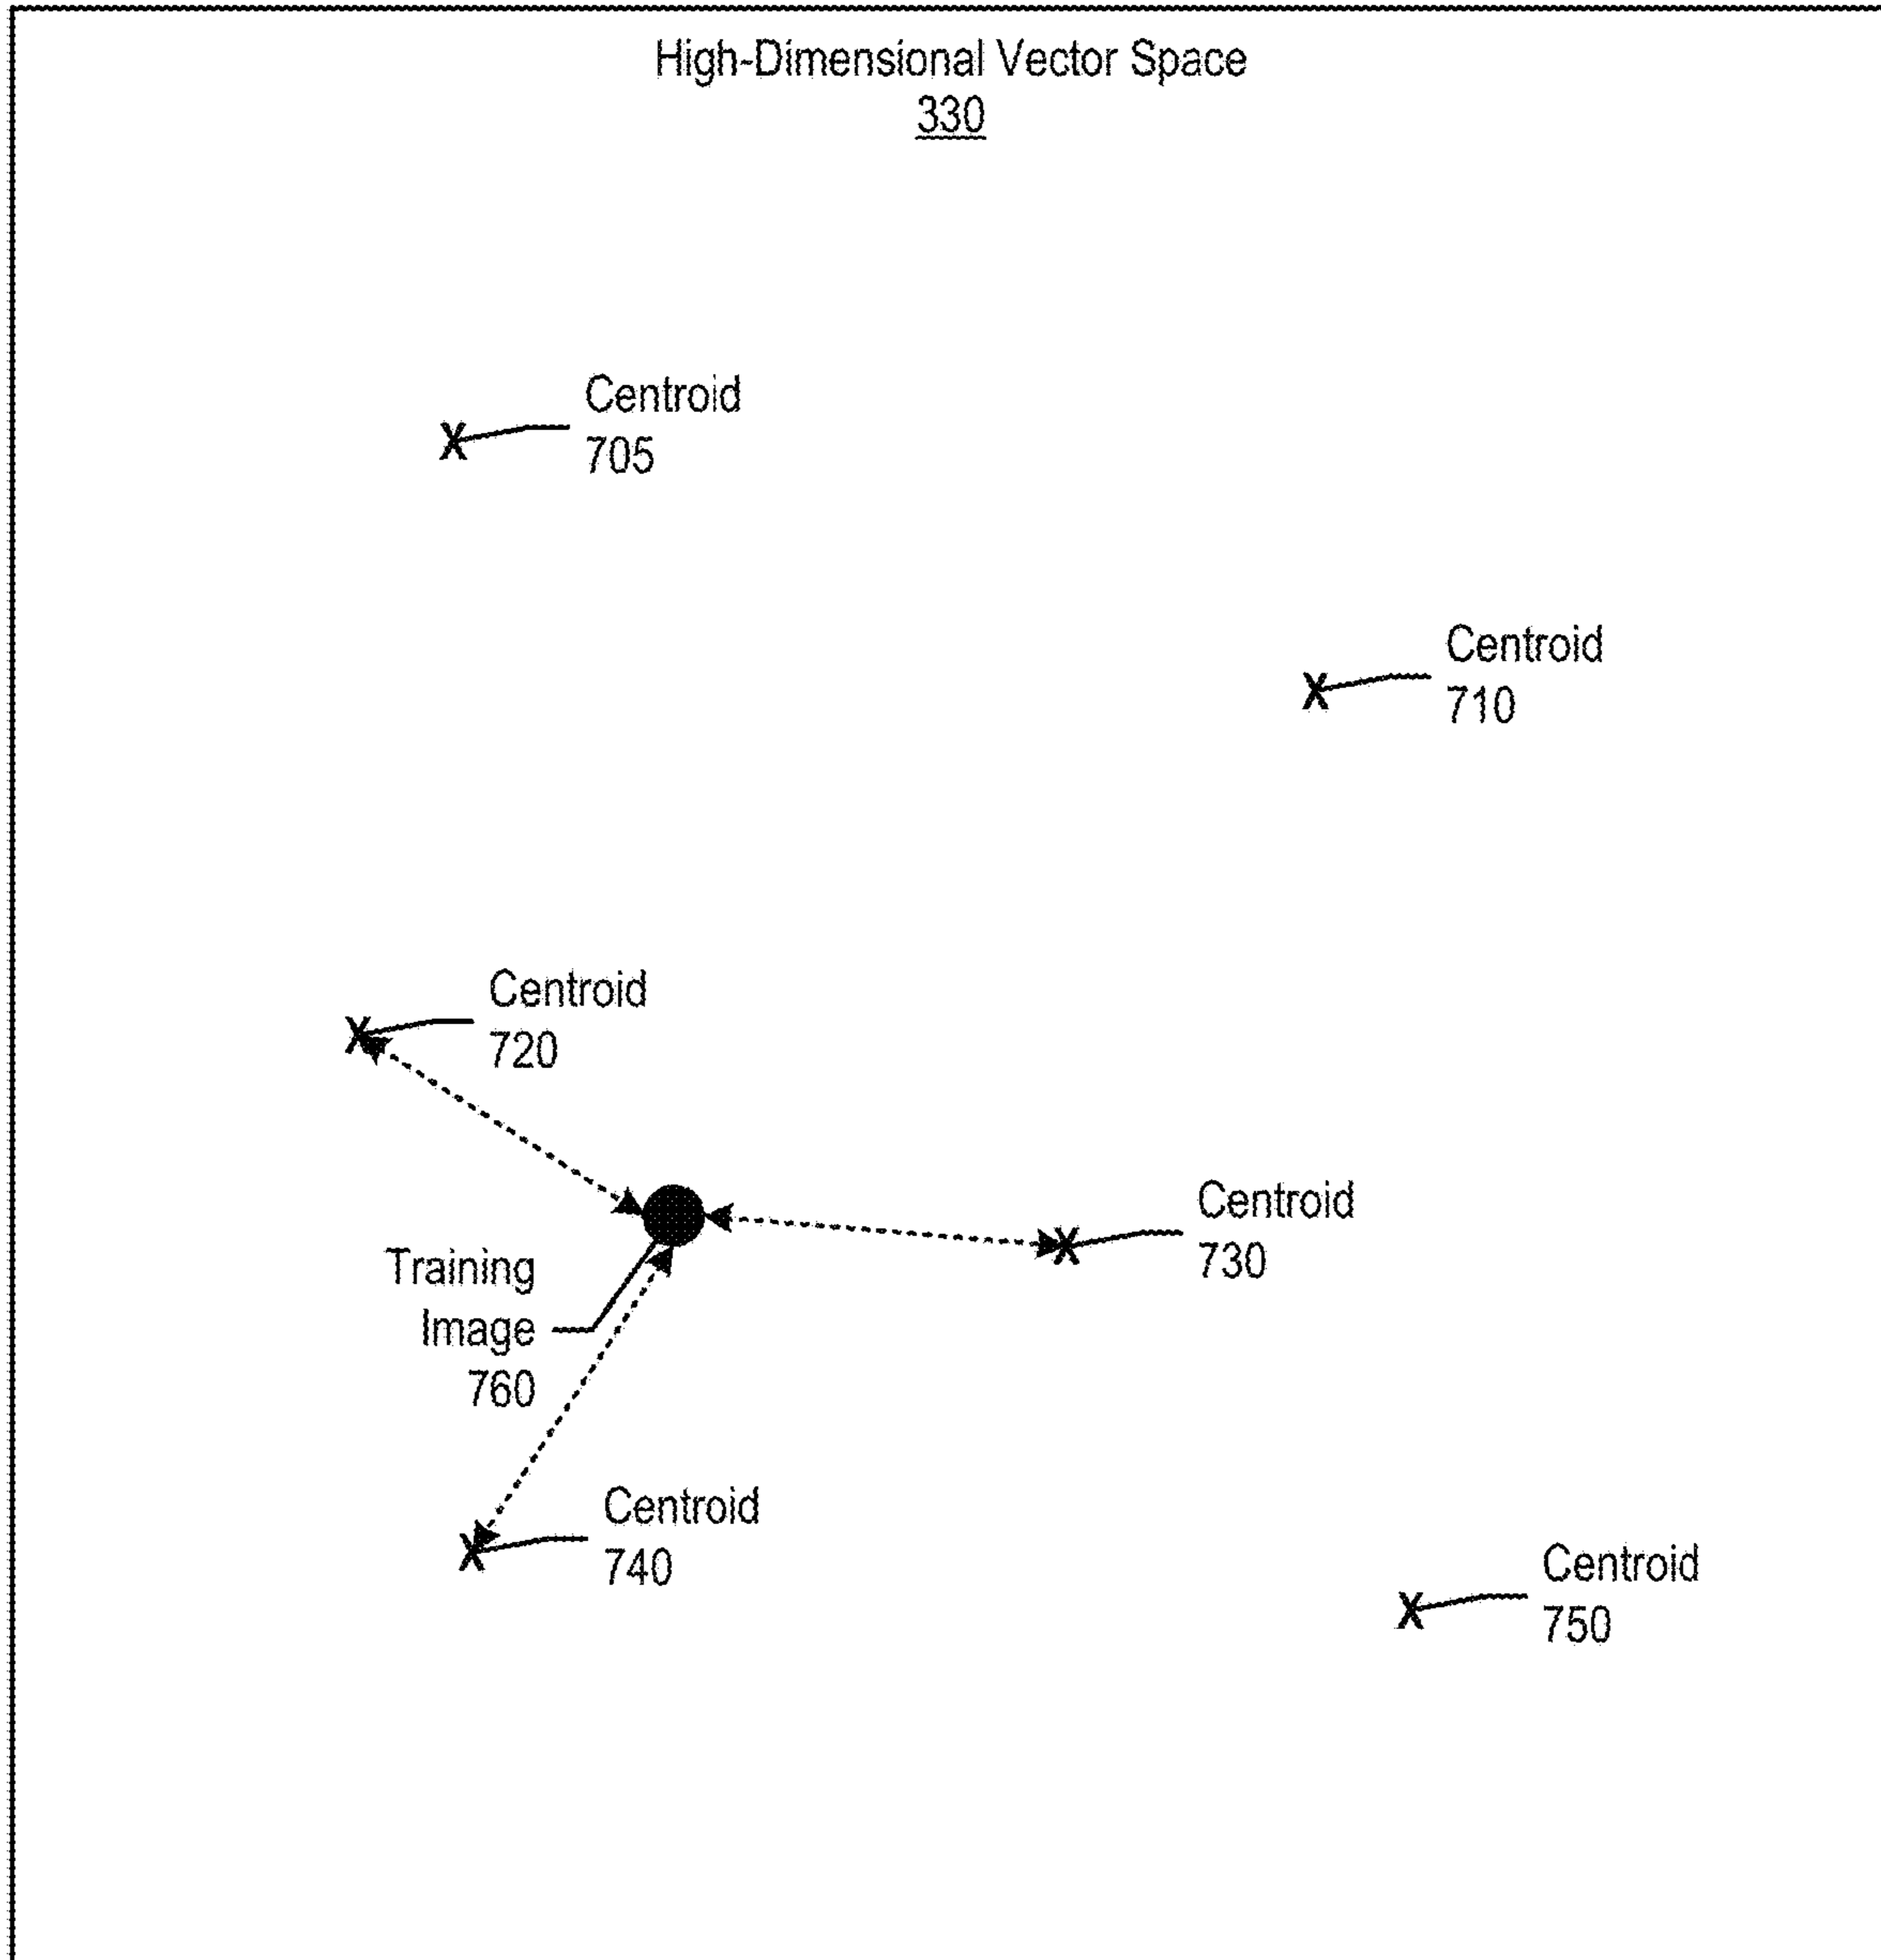 High-Dimensional Vector Space
330
Centroid
705
Centroid
710
Centroid
720
Centroid
730
Training
Image
760
Centroid
740
Centroid
750